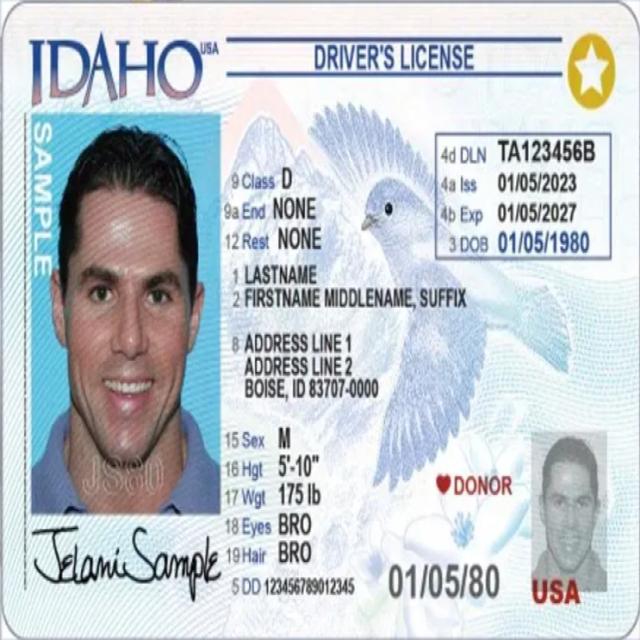 IDAHO USA
DRIVER'S LICENSE
SAMPLE
4d DLN TA123456B
4a Iss 01/05/2023
4b Exp 01/05/2027
3 DOB 01/05/1980
9 Class D
9a End NONE
12 Rest NONE
1 LASTNAME
2 FIRSTNAME MIDDLENAME, SUFFIX
8 ADDRESS LINE 1
ADDRESS LINE 2
BOISE, ID 83707-0000
15 Sex M
16 Hgt 5'-10"
17 Wgt 175 lb
18 Eyes BRO
19 Hair BRO
5 DD 123456789012345
JS80
Jelani Sample
DONOR
01/05/80
USA